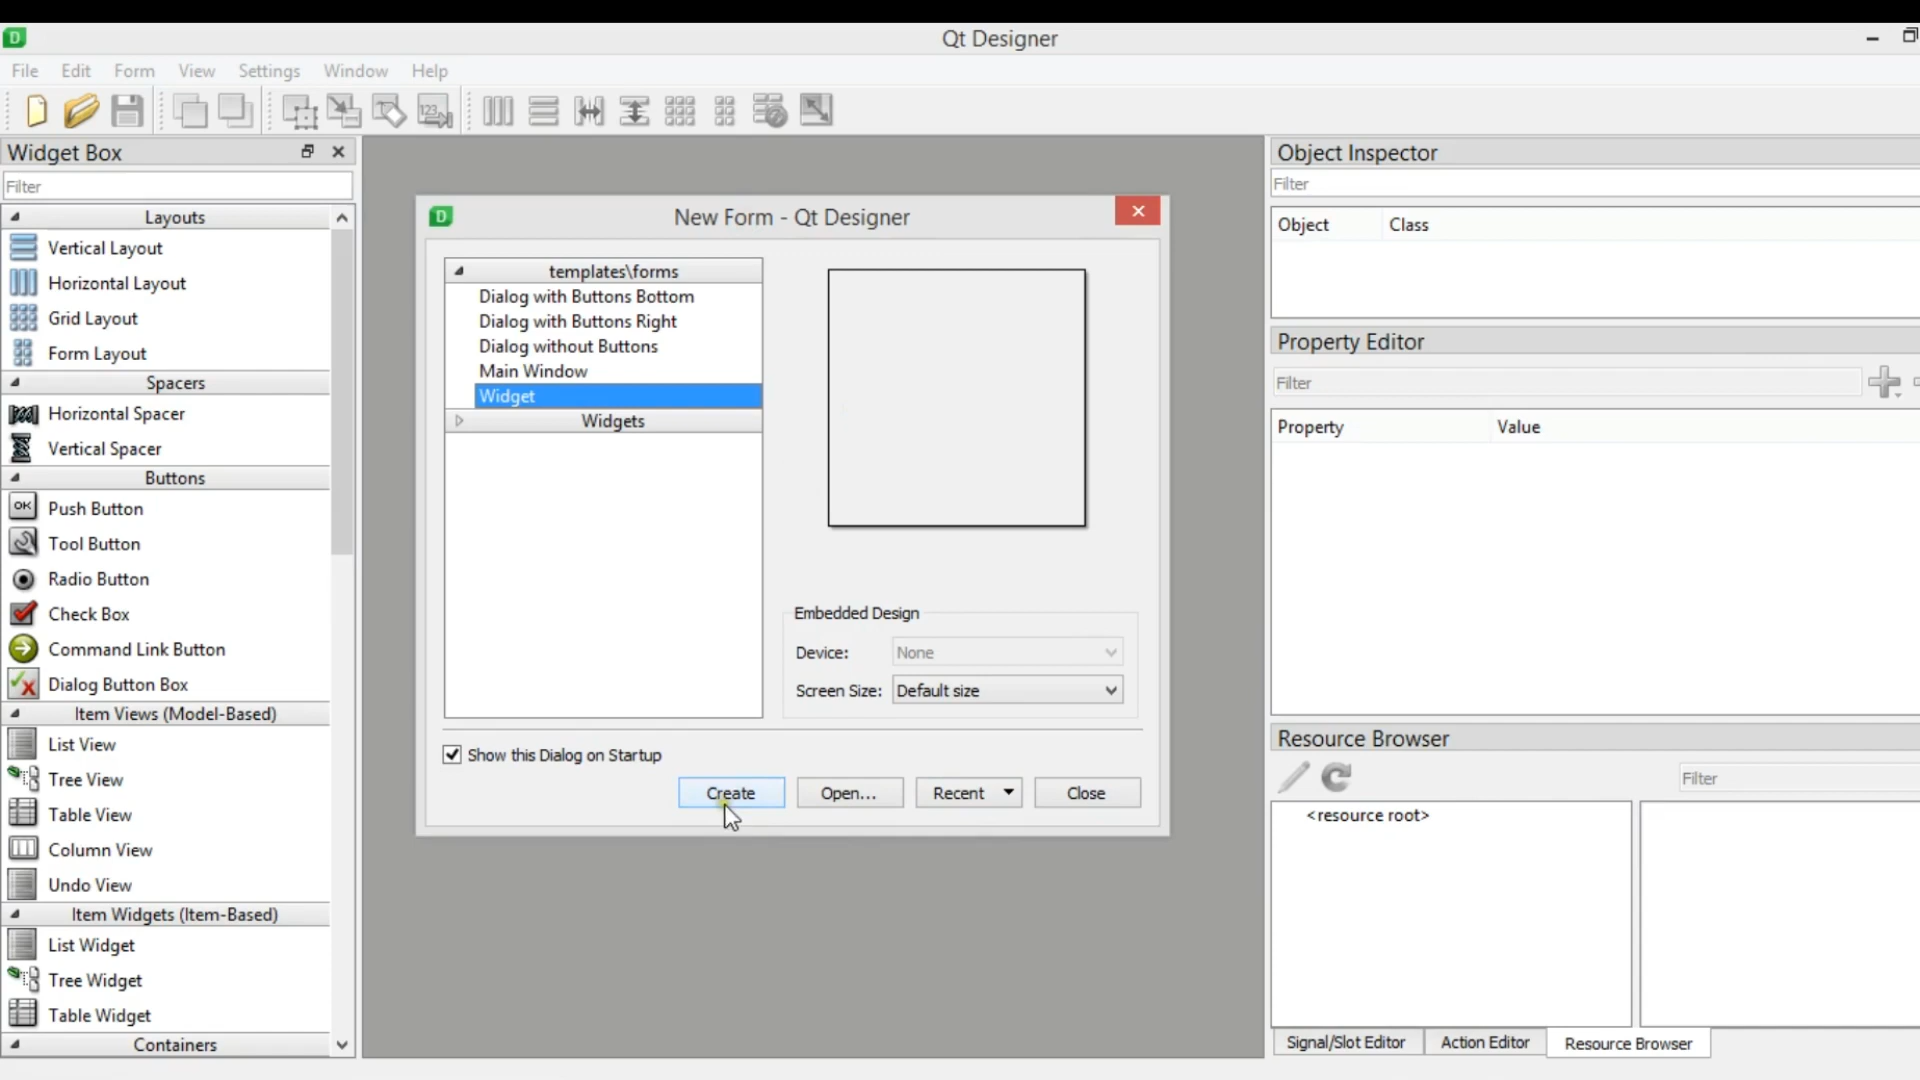 Qt Designer
File Edit Form View Settings Window Help
Widget Box
Filter
Layouts
Vertical Layout
Horizontal Layout
Grid Layout
Form Layout
Spacers
Horizontal Spacer
Vertical Spacer
Buttons
OK Push Button
Tool Button
Radio Button
Check Box
Command Link Button
Dialog Button Box
Item Views (Model-Based)
List View
Tree View
Table View
Column View
Undo View
Item Widgets (Item-Based)
List Widget
Tree Widget
Table Widget
Containers
New Form - Qt Designer
templates\forms
Dialog with Buttons Bottom
Dialog with Buttons Right
Dialog without Buttons
Main Window
Widget
Widgets
Embedded Design
Device: None
Screen Size: Default size
Show this Dialog on Startup
Create Open... Recent Close
Object Inspector
Filter
Object Class
Property Editor
Filter
Property Value
Resource Browser
Filter
<resource root>
Signal/Slot Editor Action Editor Resource Browser